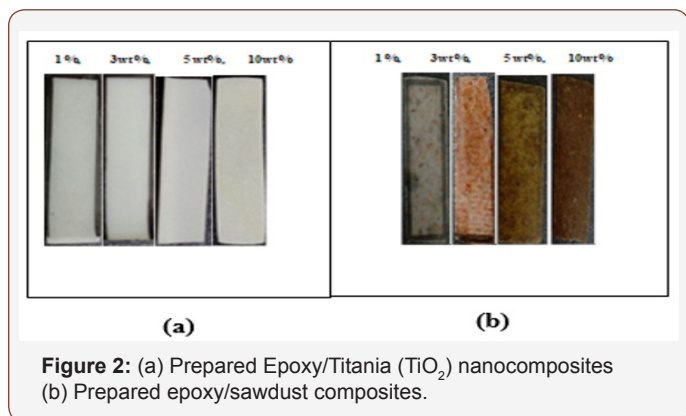 1% 3wt% 5wt%. 10wt%
1% 3wt% 5wt%. 10wt%
(a) (b)
Figure 2: (a) Prepared Epoxy/Titania (TiO₂) nanocomposites
(b) Prepared epoxy/sawdust composites.